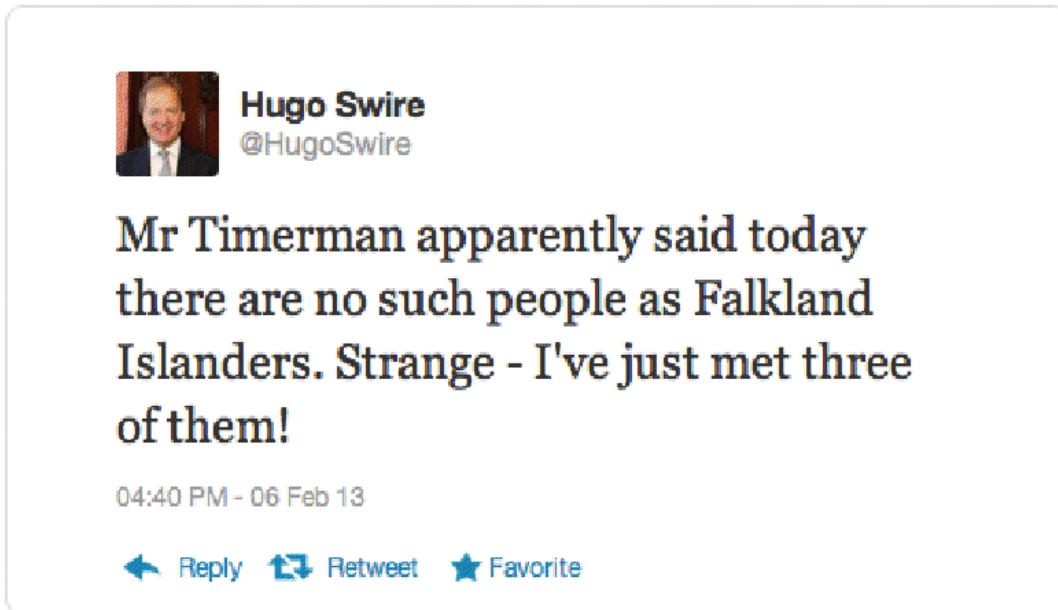 Hugo Swire
@HugoSwire
Mr Timerman apparently said today
there are no such people as Falkland
Islanders. Strange - I've just met three
of them!
04:40 PM - 06 Feb 13
Reply Retweet Favorite